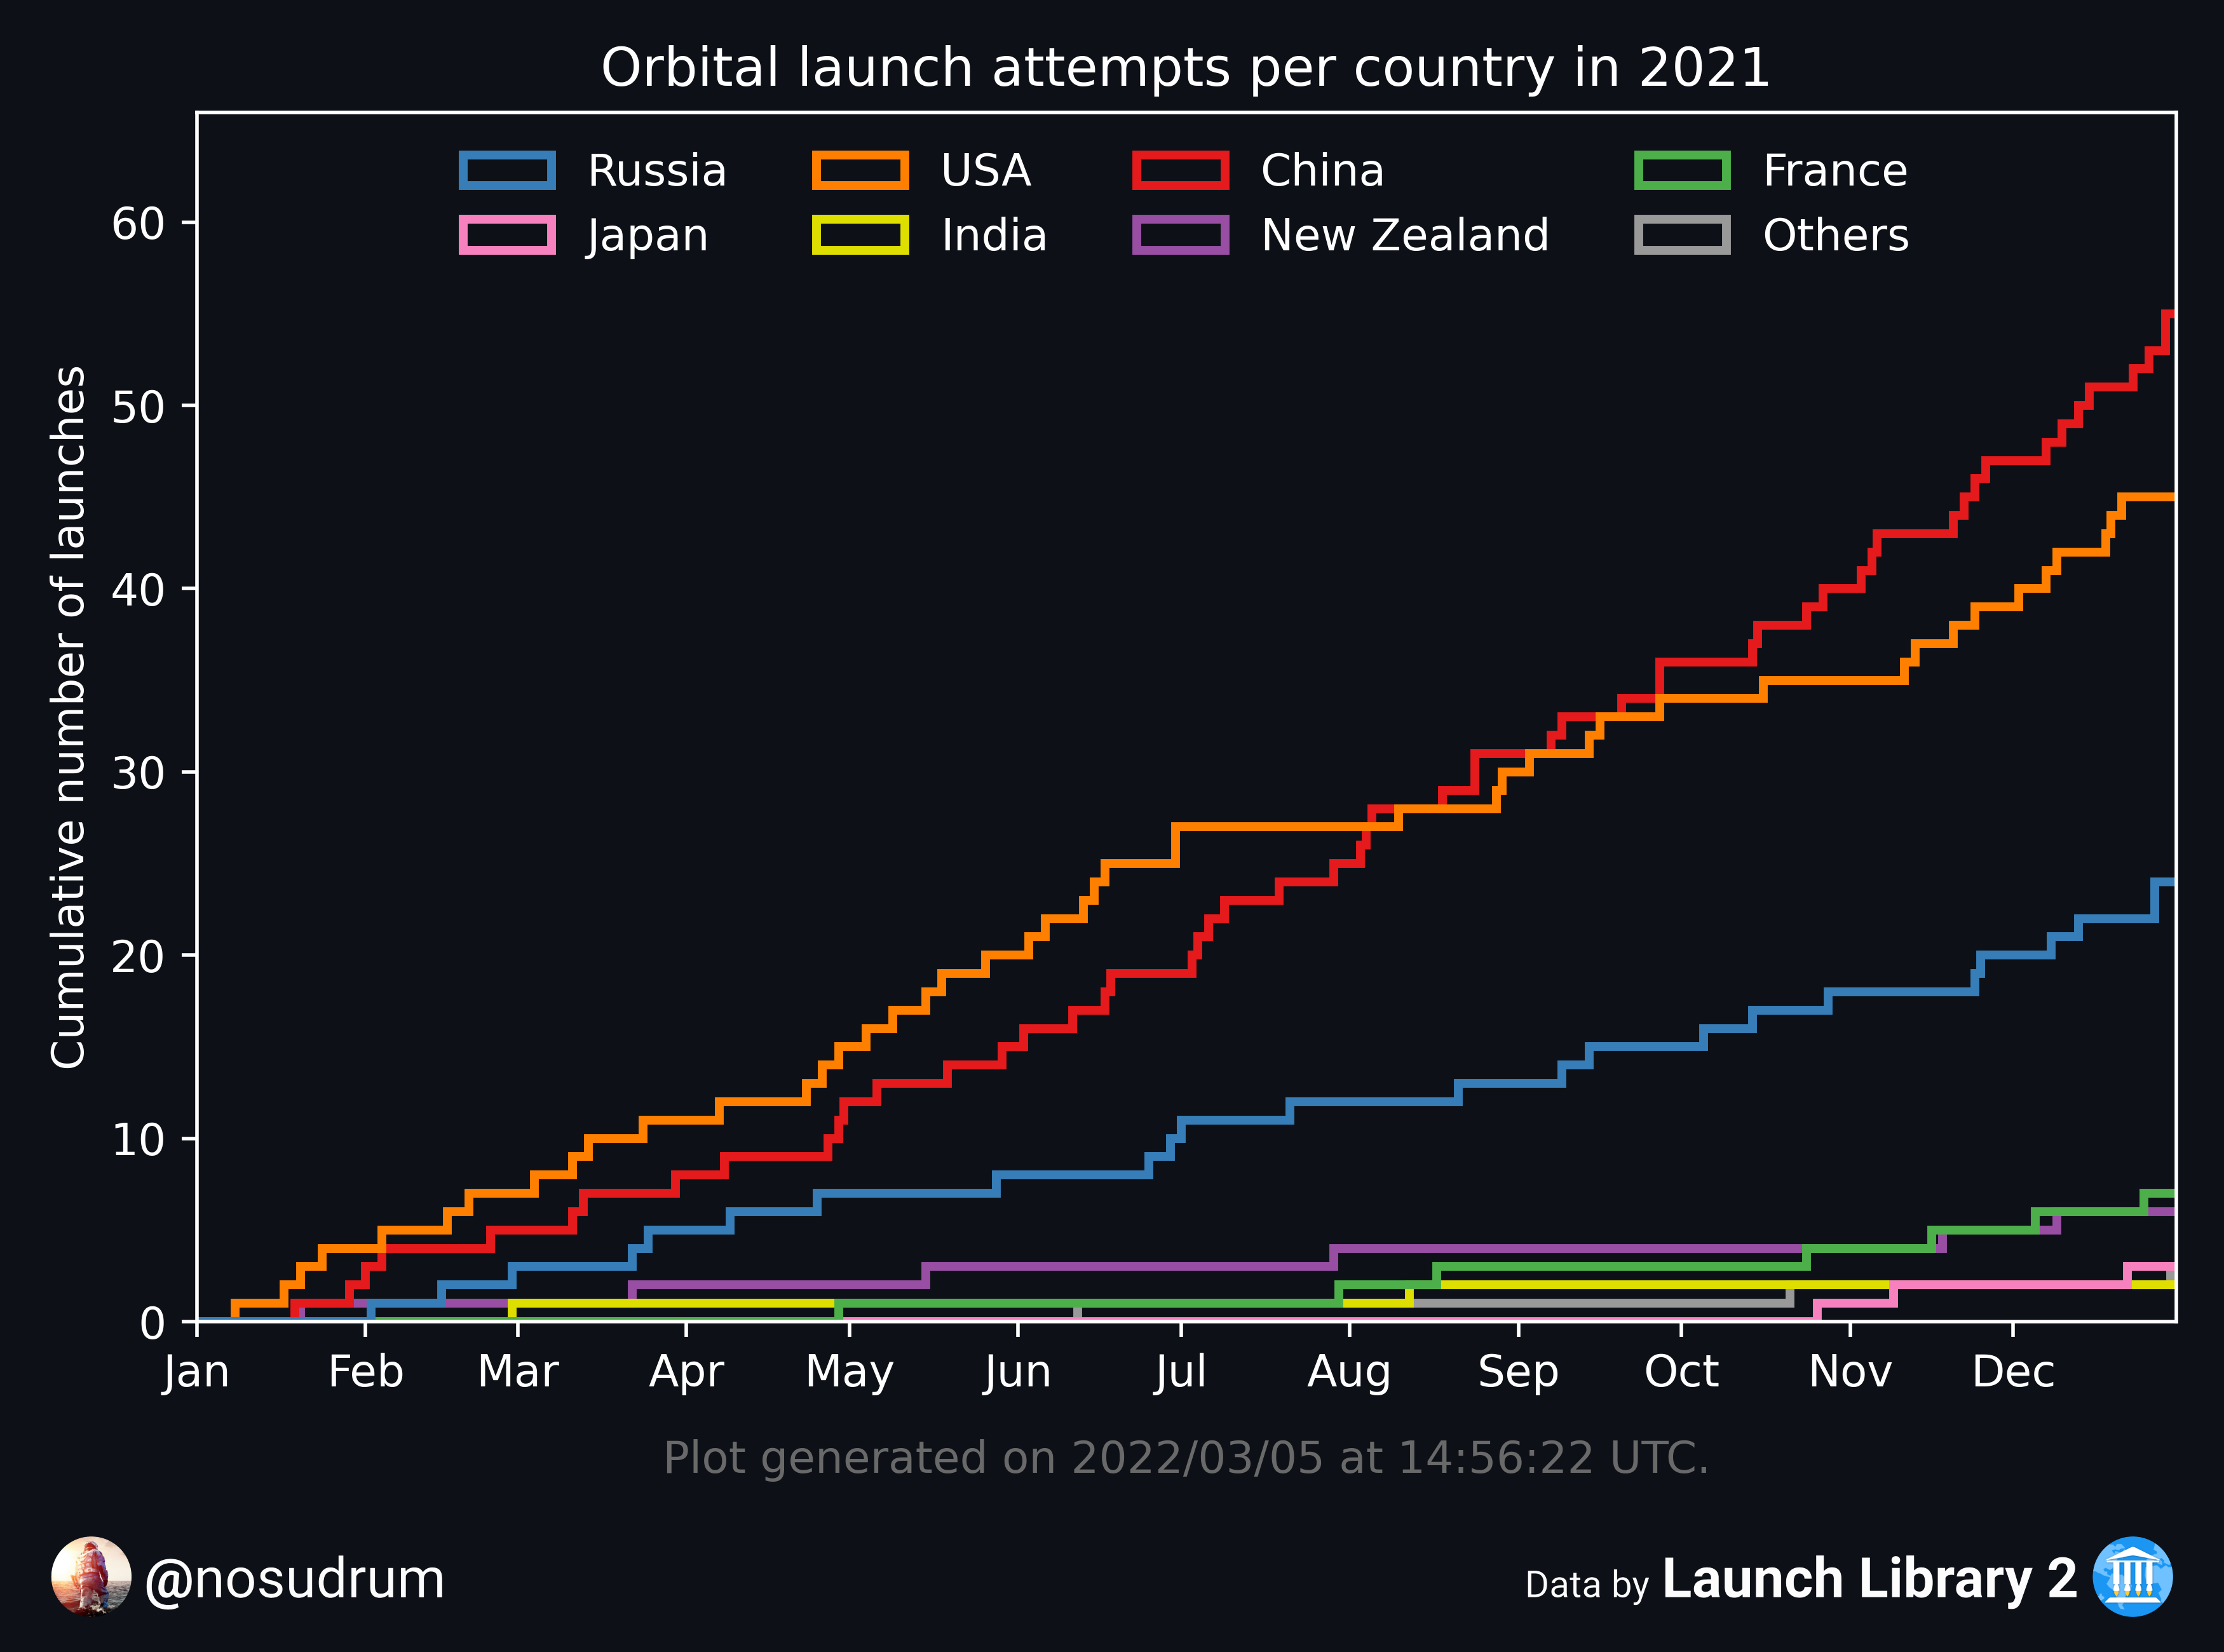 Orbital launch attempts per country in 2021
Russia USA China France
Japan India New Zealand Others
Cumulative number of launches
60
50
40
30
20
10
0
Jan Feb Mar Apr May Jun Jul Aug Sep Oct Nov Dec
Plot generated on 2022/03/05 at 14:56:22 UTC.
@nosudrum
Data by Launch Library 2